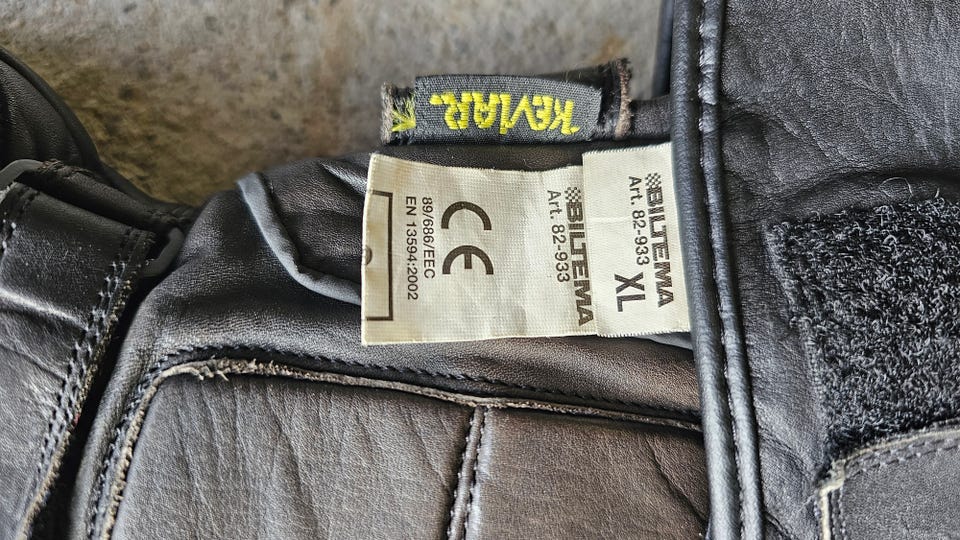 KEVLAR.
BILTEMA
Art. 82-933
XL
BILTEMA
Art. 82-933
CE
89/686/EEC
EN 13594:2002